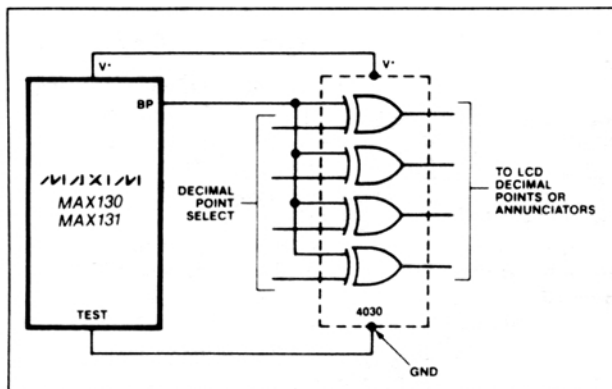 V+
V+
BP
MAXIM
MAX130
MAX131
DECIMAL
POINT
SELECT
TO LCD
DECIMAL
POINTS OR
ANNUNCIATORS
TEST
4030
GND